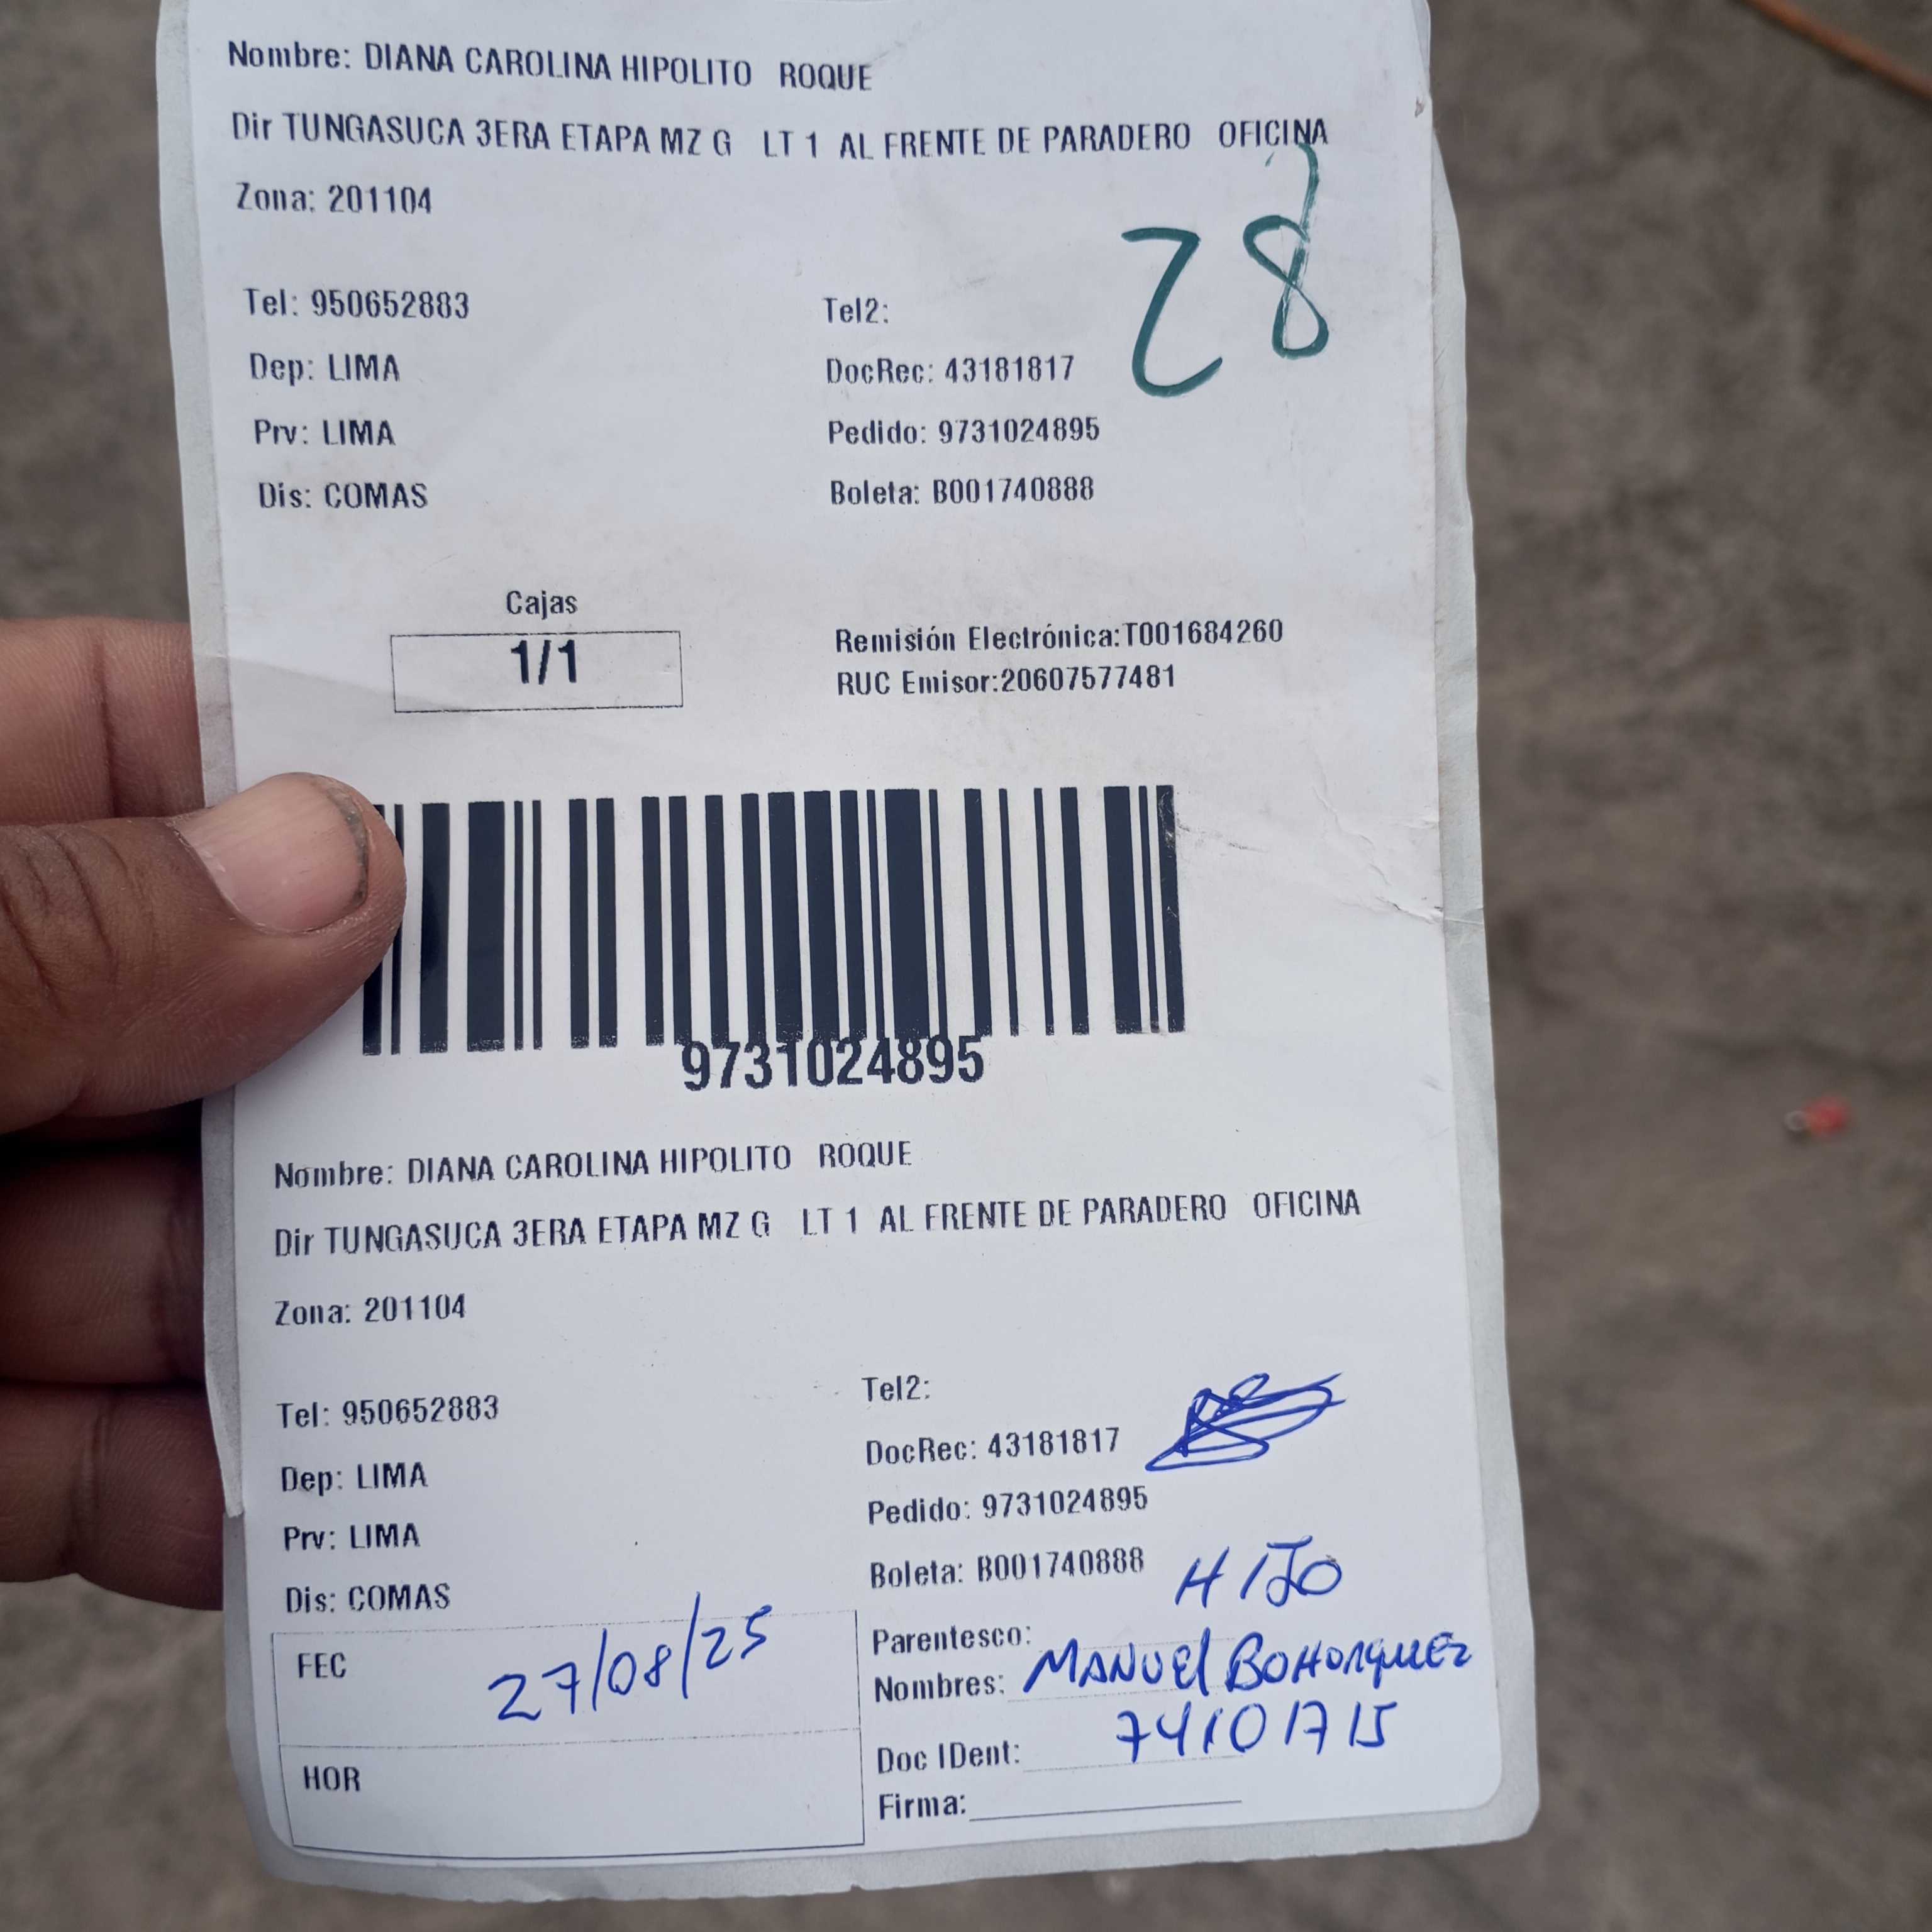 Nombre: DIANA CAROLINA HIPOLITO ROQUE
Dir TUNGASUCA 3ERA ETAPA MZ G LT 1 AL FRENTE DE PARADERO OFICINA
Zona: 201104
28
Tel: 950652883 Tel2:
Dep: LIMA DocRec: 43181817
Prv: LIMA Pedido: 9731024895
Dis: COMAS Boleta: B001740888
Cajas
1/1
Remisión Electrónica:T001684260
RUC Emisor:20607577481
9731024895
Nombre: DIANA CAROLINA HIPOLITO ROQUE
Dir TUNGASUCA 3ERA ETAPA MZ G LT 1 AL FRENTE DE PARADERO OFICINA
Zona: 201104
Tel: 950652883 Tel2:
Dep: LIMA DocRec: 43181817
Prv: LIMA Pedido: 9731024895
Dis: COMAS Boleta: B001740888
FEC 27/08/25
HOR
Parentesco: HIJO
Nombres: MANUEl BOHORQUEZ
Doc IDent: 74101715
Firma: